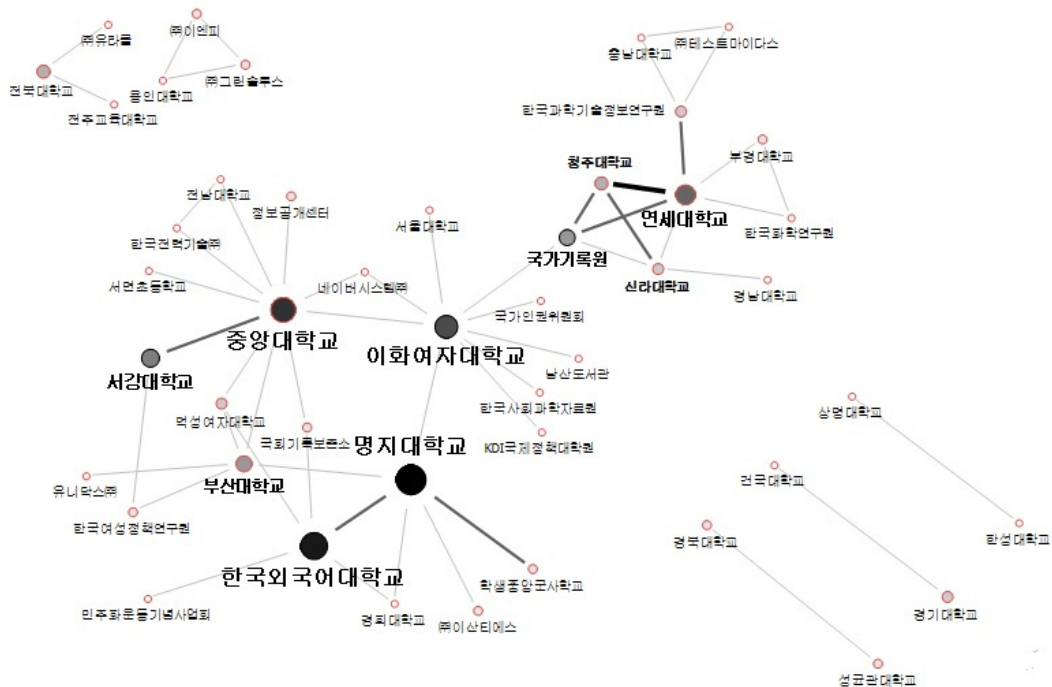 ㈜이엔피
㈜유라클
㈜그린솔루스
전북대학교
용인대학교
전주교육대학교
㈜테스트마이다스
충남대학교
한국과학기술정보연구원
부경대학교
청주대학교
연세대학교
한국화학연구원
국가기록원
신라대학교
경남대학교
전남대학교
정보공개센터
서울대학교
한국전력기술㈜
서면초등학교
네이버시스템㈜
국가인권위원회
중앙대학교
이화여자대학교
남산도서관
서강대학교
한국사회과학자료원
덕성여자대학교
국회기록보존소
명지대학교
KDI국제정책대학원
상명대학교
건국대학교
유니닥스㈜
부산대학교
한국여성정책연구원
경북대학교
한성대학교
한국외국어대학교
학생중앙군사학교
민주화운동기념사업회
경희대학교
㈜이산티에스
경기대학교
성균관대학교